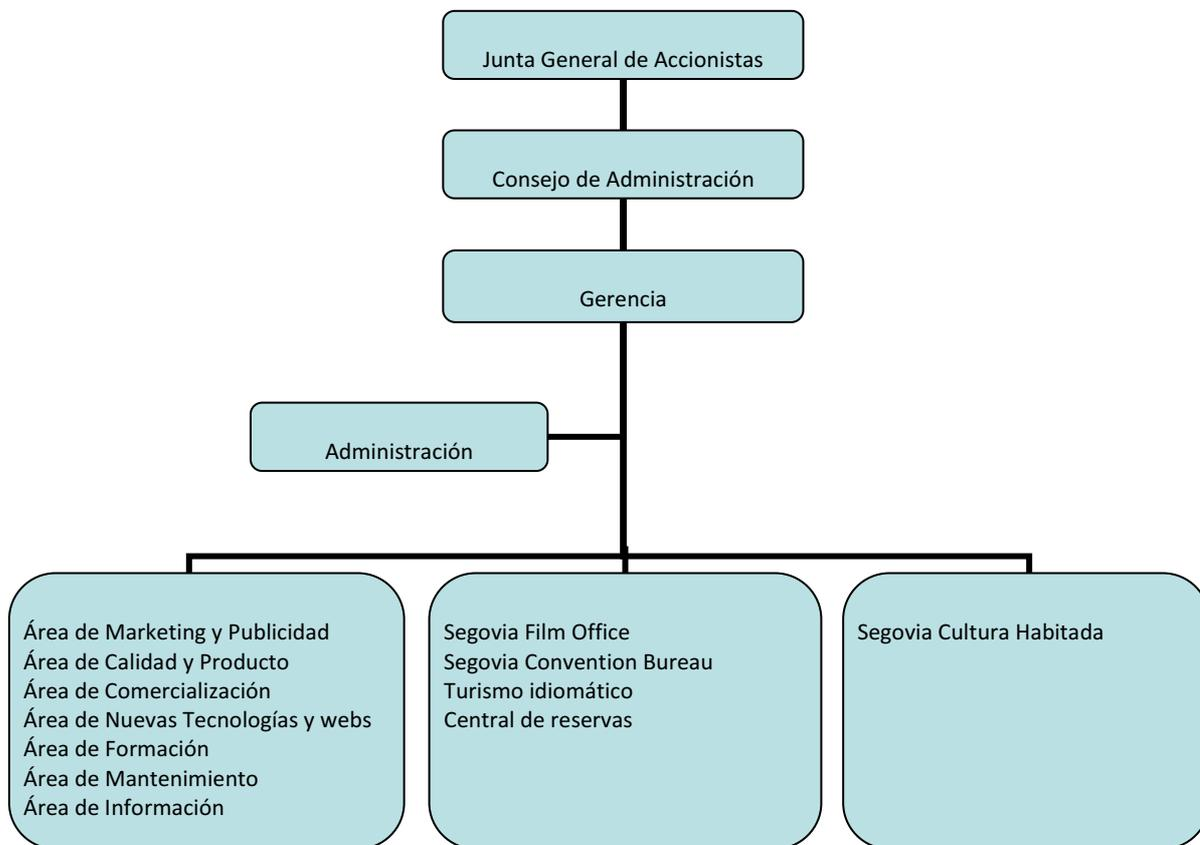 Junta General de Accionistas
Consejo de Administración
Gerencia
Administración
Área de Marketing y Publicidad
Área de Calidad y Producto
Área de Comercialización
Área de Nuevas Tecnologías y webs
Área de Formación
Área de Mantenimiento
Área de Información
Segovia Film Office
Segovia Convention Bureau
Turismo idiomático
Central de reservas
Segovia Cultura Habitada